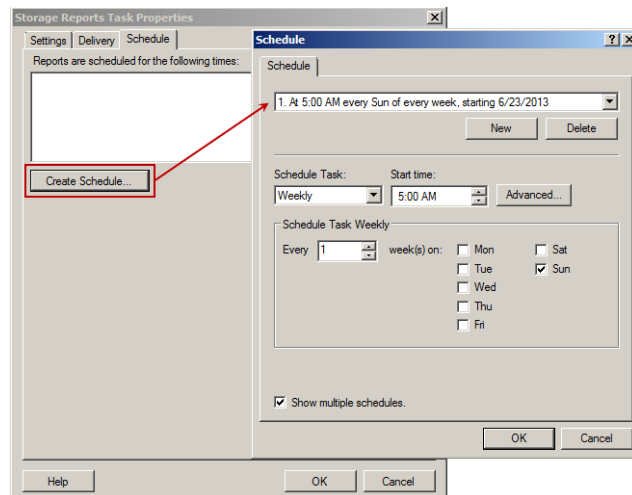 Storage Reports Task Properties
Settings Delivery Schedule
Reports are scheduled for the following times:
Create Schedule...
Help OK Cancel
Schedule
Schedule
1. At 5:00 AM every Sun of every week, starting 6/23/2013
New Delete
Schedule Task: Start time:
Weekly 5:00 AM Advanced...
Schedule Task Weekly
Every 1 week(s) on: Mon Sat
Tue Sun
Wed
Thu
Fri
Show multiple schedules.
OK Cancel